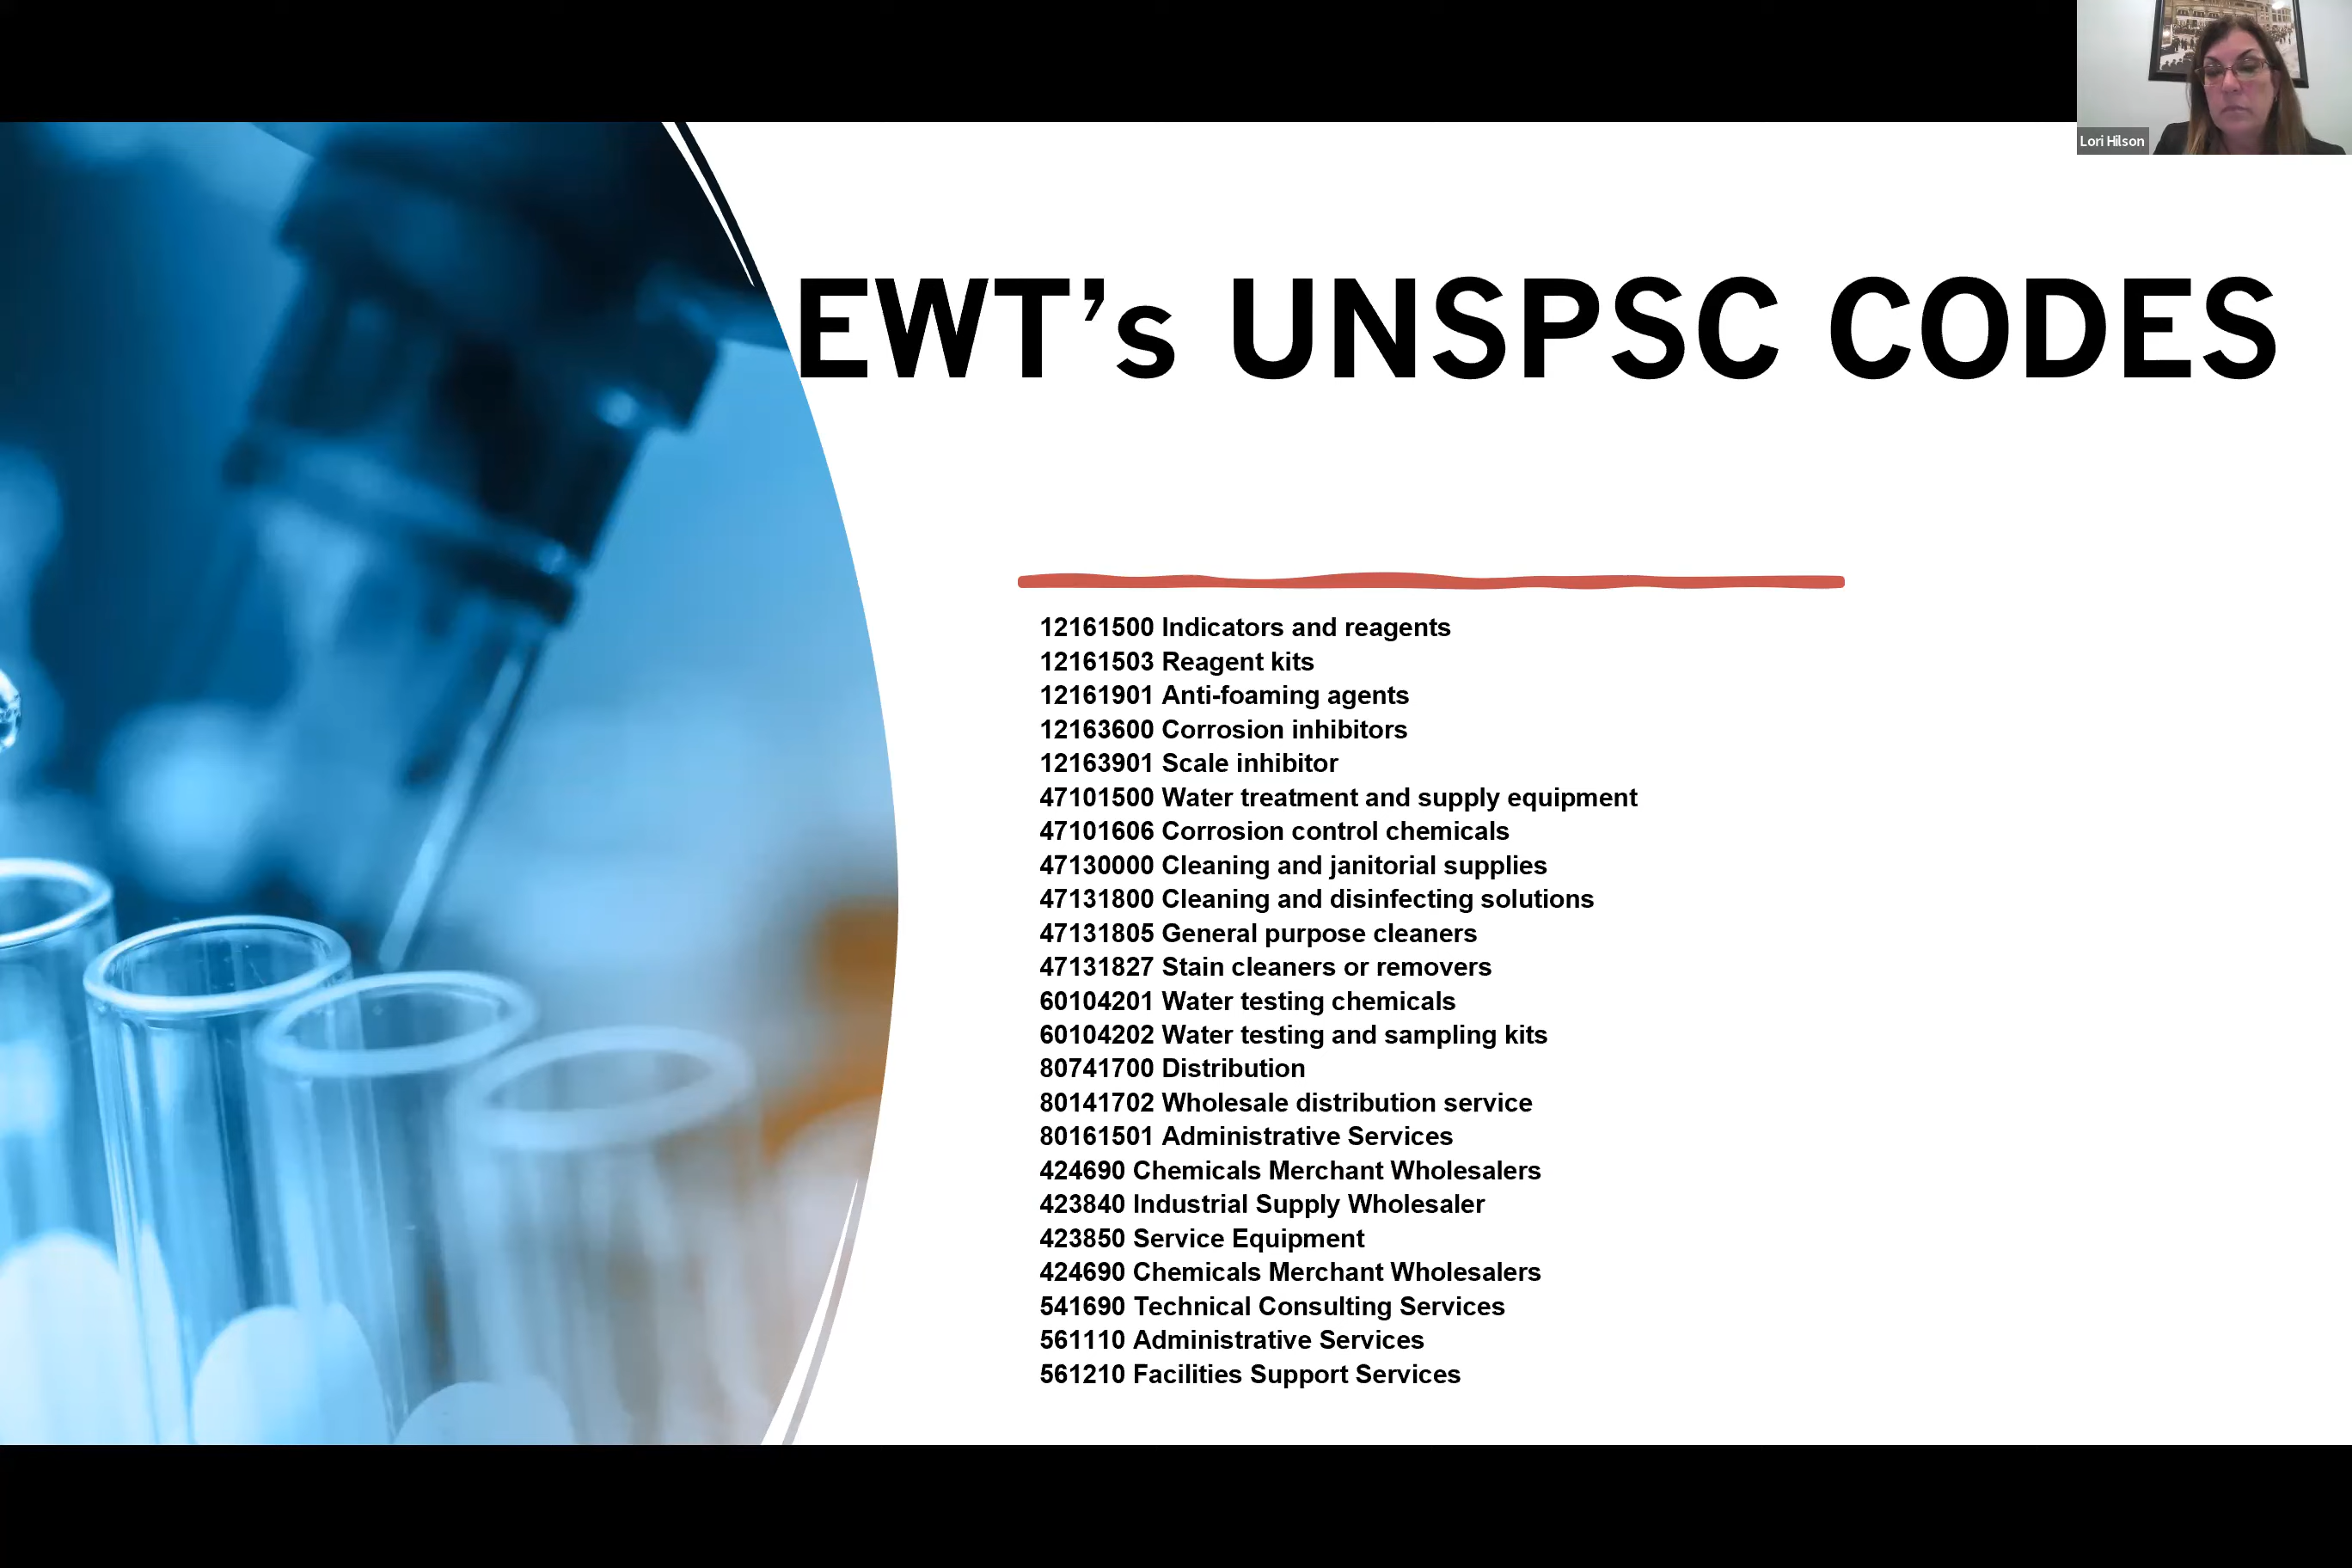 Lori Hilson
EWT’s UNSPSC CODES
12161500 Indicators and reagents
12161503 Reagent kits
12161901 Anti-foaming agents
12163600 Corrosion inhibitors
12163901 Scale inhibitor
47101500 Water treatment and supply equipment
47101606 Corrosion control chemicals
47130000 Cleaning and janitorial supplies
47131800 Cleaning and disinfecting solutions
47131805 General purpose cleaners
47131827 Stain cleaners or removers
60104201 Water testing chemicals
60104202 Water testing and sampling kits
80741700 Distribution
80141702 Wholesale distribution service
80161501 Administrative Services
424690 Chemicals Merchant Wholesalers
423840 Industrial Supply Wholesaler
423850 Service Equipment
424690 Chemicals Merchant Wholesalers
541690 Technical Consulting Services
561110 Administrative Services
561210 Facilities Support Services